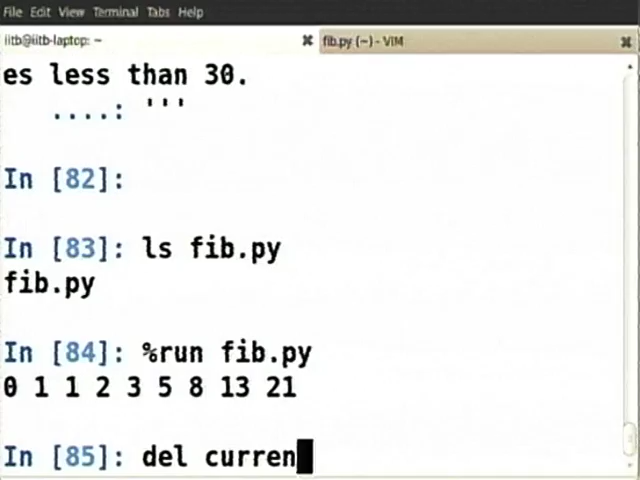 File Edit View Terminal Tabs Help
iitb@iitb-laptop: ~
fib.py (~) - VIM
es less than 30.
....: '''
In [82]:
In [83]: ls fib.py
fib.py
In [84]: %run fib.py
0 1 1 2 3 5 8 13 21
In [85]: del curren